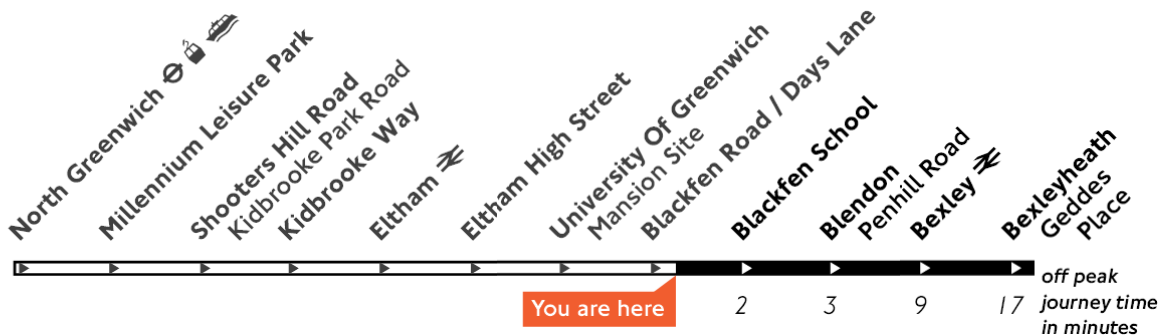 North Greenwich
Millennium Leisure Park
Shooters Hill Road
Kidbrooke Park Road
Kidbrooke Way
Eltham
Eltham High Street
University Of Greenwich
Mansion Site
Blackfen Road / Days Lane
Blackfen School
Blendon
Penhill Road
Bexley
Bexleyheath
Geddes
Place
You are here
2 3 9 17
off peak
journey time
in minutes